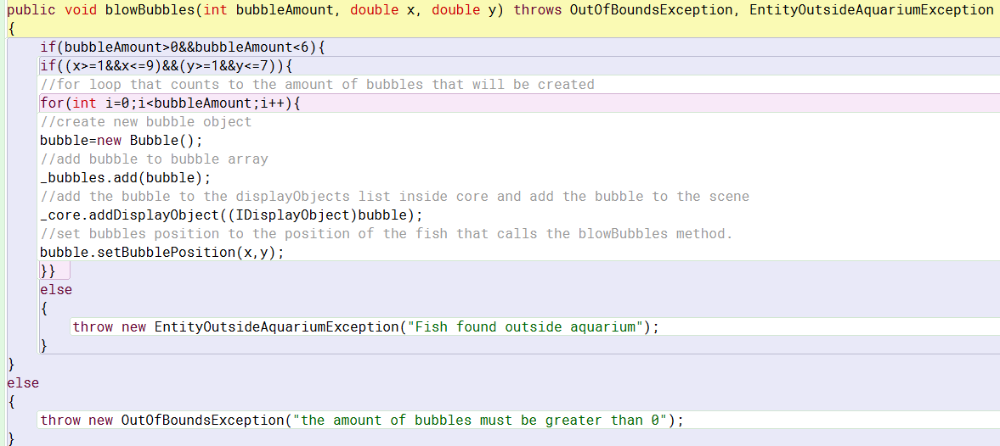 public void blowBubbles(int bubbleAmount, double x, double y) throws OutOfBoundsException, EntityOutsideAquariumException
{
if(bubbleAmount>0&&bubbleAmount<6){
if((x>=1&&x<=9)&&(y>=1&&y<=7)){
//for loop that counts to the amount of bubbles that will be created
for(int i=0;i<bubbleAmount;i++){
//create new bubble object
bubble=new Bubble();
//add bubble to bubble array
_bubbles.add(bubble);
//add the bubble to the displayObjects list inside core and add the bubble to the scene
_core.addDisplayObject((IDisplayObject)bubble);
//set bubbles position to the position of the fish that calls the blowBubbles method.
bubble.setBubblePosition(x,y);
}}
else
{
throw new EntityOutsideAquariumException("Fish found outside aquarium");
}
}
else
{
throw new OutOfBoundsException("the amount of bubbles must be greater than 0");
}